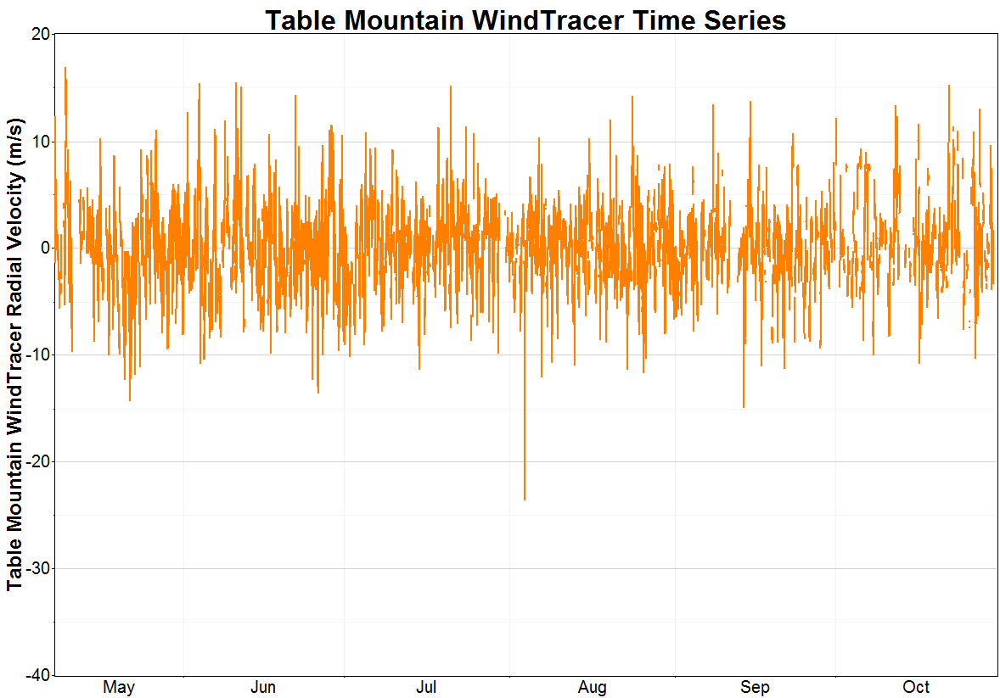 Table Mountain WindTracer Time Series
Table Mountain WindTracer Radial Velocity (m/s)
20
10
0
-10
-20
-30
-40
May Jun Jul Aug Sep Oct